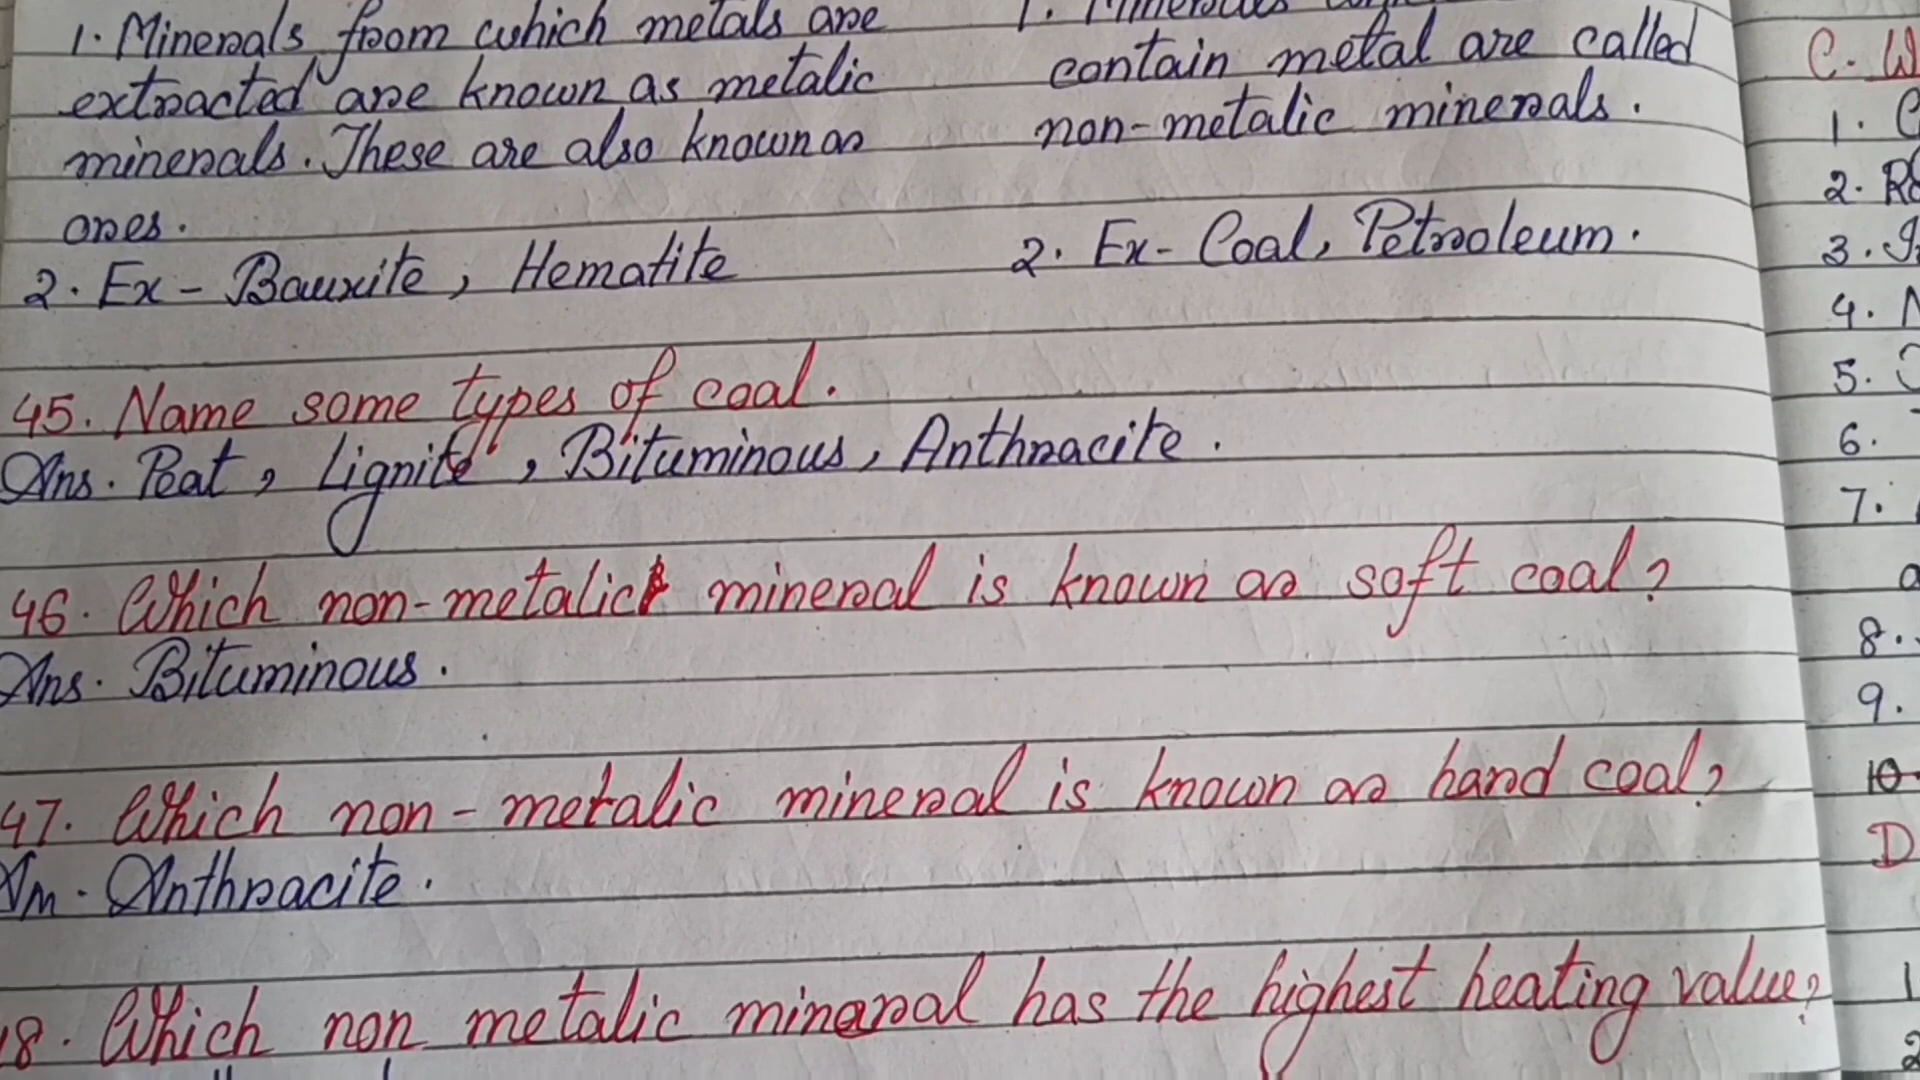 1. Minerals from which metals are
extracted are known as metalic
minerals. These are also known as
ores.
2. Ex - Bauxite, Hematite
contain metal are called
non-metalic minerals.
2. Ex- Coal, Petroleum.
45. Name some types of coal.
Ans. Peat, Lignite, Bituminous, Anthracite.
46. Which non-metalic mineral is known as soft coal?
Ans. Bituminous.
47. Which non-metalic mineral is known as hard coal?
Ans. Anthracite.
8. Which non metalic mineral has the highest heating value?
C. W
1. C
2. R
3.
4.
5.
6.
7.
8.
9.
10
D
1
2